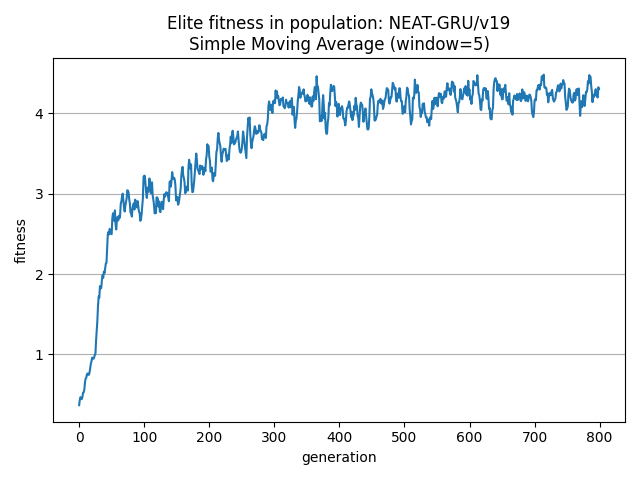 Elite fitness in population: NEAT-GRU/v19
Simple Moving Average (window=5)
fitness
4
3
2
1
0 100 200 300 400 500 600 700 800
generation